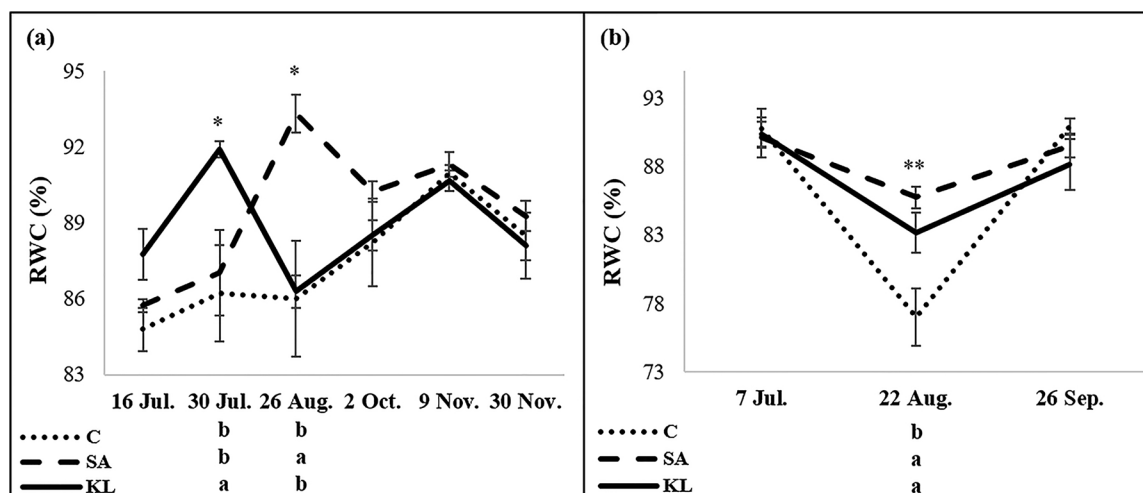 (a)
95
*
*
92
89
86
83
RWC (%)
16 Jul. 30 Jul. 26 Aug. 2 Oct. 9 Nov. 30 Nov.
C b b
SA b a
KL a b
(b)
93
88
**
83
78
73
RWC (%)
7 Jul. 22 Aug. 26 Sep.
C b
SA a
KL a